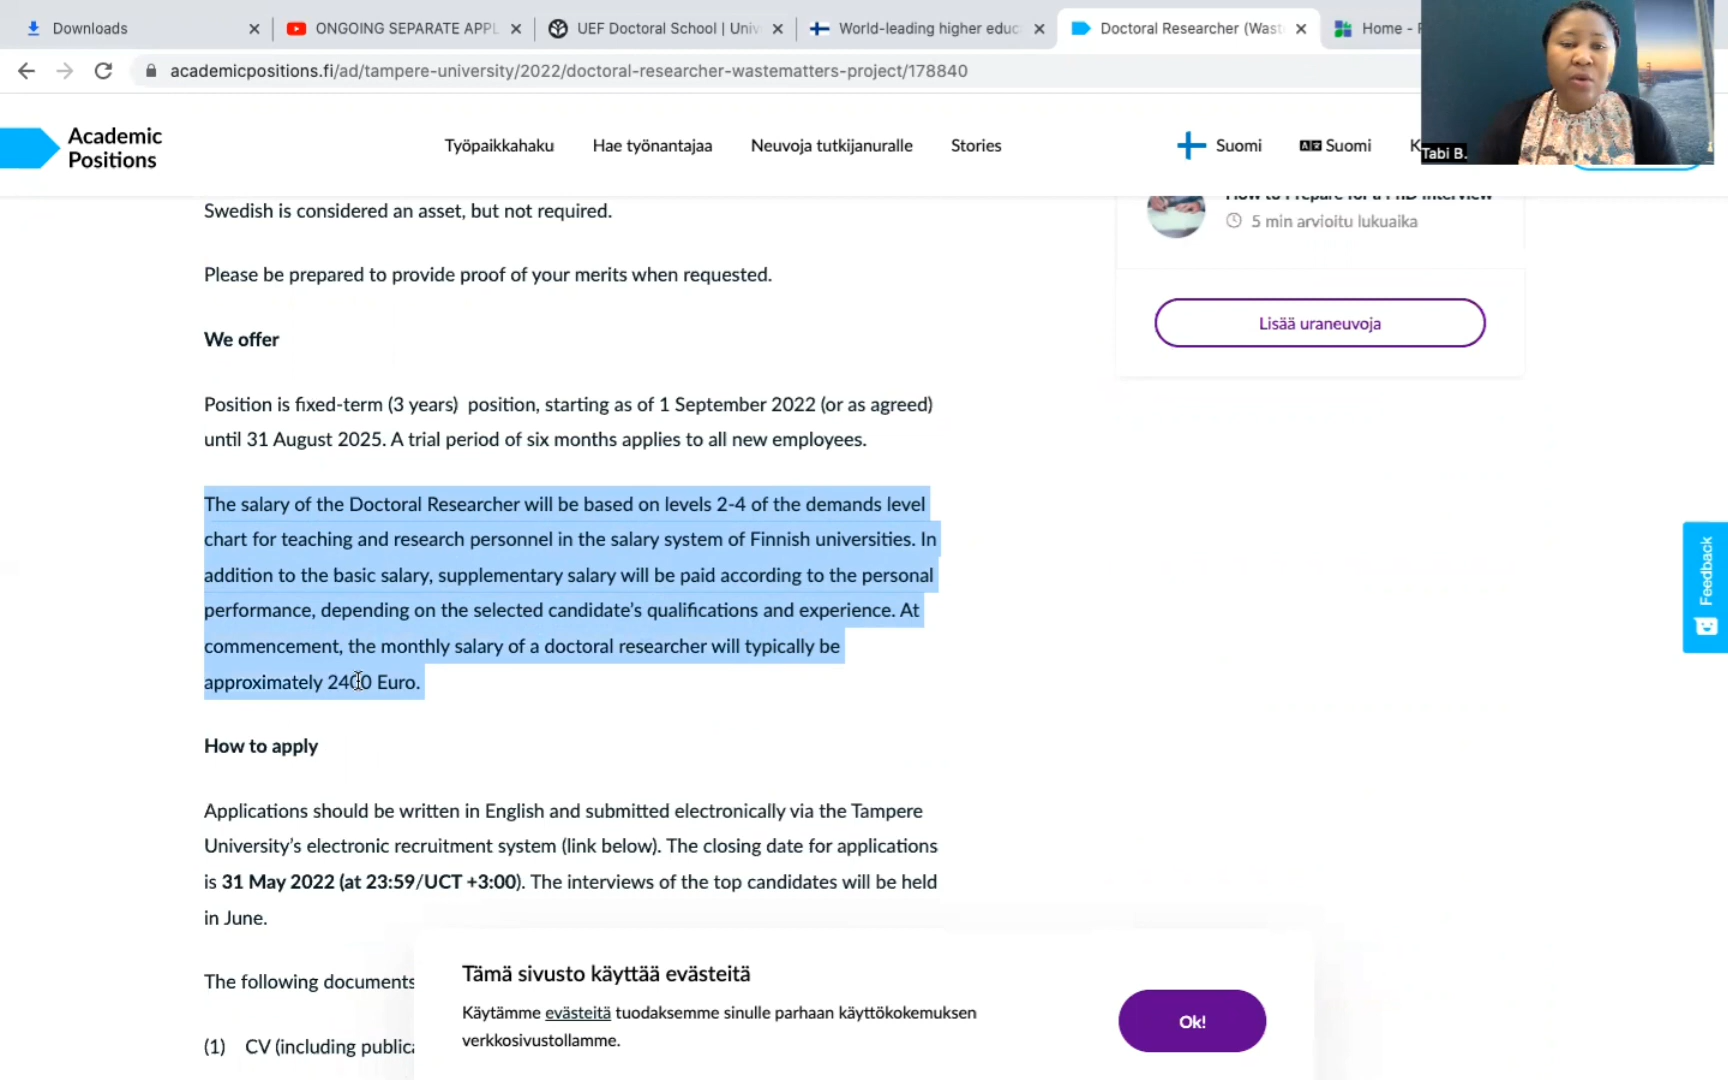 Downloads
ONGOING SEPARATE APPL
UEF Doctoral School | Univ
World-leading higher educ
Doctoral Researcher (Wast
Home -
academicpositions.fi/ad/tampere-university/2022/doctoral-researcher-wastematters-project/178840
Academic
Positions
Työpaikkahaku
Hae työnantajaa
Neuvoja tutkijanuralle
Stories
Suomi
Suomi
K
Tabi B.
Swedish is considered an asset, but not required.
How to Prepare for a PhD Interview
5 min arvioitu lukuaika
Please be prepared to provide proof of your merits when requested.
Lisää uraneuvoja
We offer
Position is fixed-term (3 years) position, starting as of 1 September 2022 (or as agreed)
until 31 August 2025. A trial period of six months applies to all new employees.
The salary of the Doctoral Researcher will be based on levels 2-4 of the demands level
chart for teaching and research personnel in the salary system of Finnish universities. In
addition to the basic salary, supplementary salary will be paid according to the personal
performance, depending on the selected candidate's qualifications and experience. At
commencement, the monthly salary of a doctoral researcher will typically be
approximately 2400 Euro.
Feedback
How to apply
Applications should be written in English and submitted electronically via the Tampere
University's electronic recruitment system (link below). The closing date for applications
is 31 May 2022 (at 23:59/UCT +3:00). The interviews of the top candidates will be held
in June.
The following documents
(1) CV (including publica
Tämä sivusto käyttää evästeitä
Käytämme evästeitä tuodaksemme sinulle parhaan käyttökokemuksen
verkkosivustollamme.
Ok!